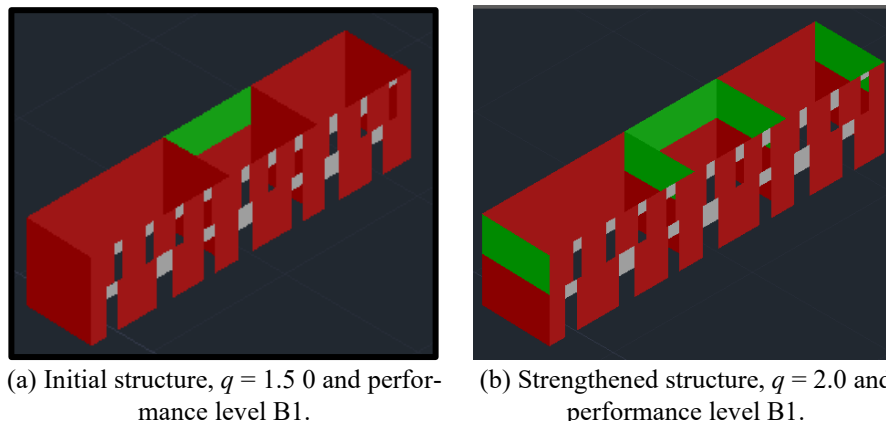 (a) Initial structure, q = 1.5 0 and perfor-
mance level B1.
(b) Strengthened structure, q = 2.0 and
performance level B1.